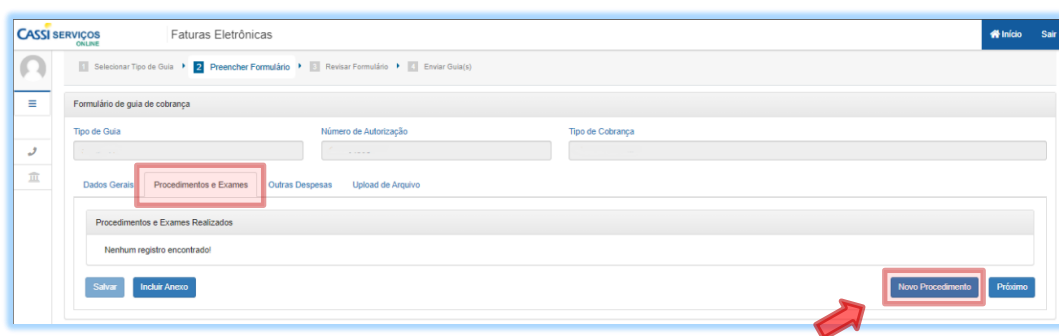 CASSI SERVIÇOS ONLINE Faturas Eletrônicas Início Sair
1 Selecionar Tipo de Guia 2 Preencher Formulário 3 Revisar Formulário 4 Enviar Guia(s)
Formulário de guia de cobrança
Tipo de Guia Número de Autorização Tipo de Cobrança
Dados Gerais Procedimentos e Exames Outras Despesas Upload de Arquivo
Procedimentos e Exames Realizados
Nenhum registro encontrado!
Salvar Incluir Anexo Novo Procedimento Próximo